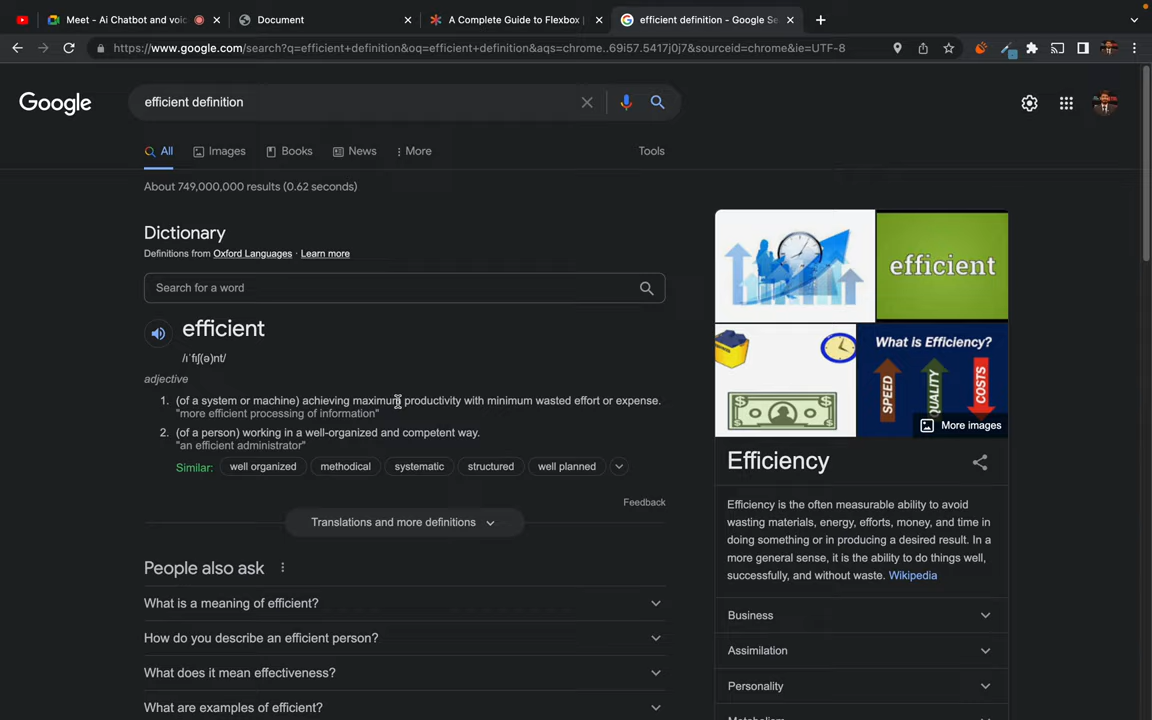 Meet - Ai Chatbot and voic
Document
A Complete Guide to Flexbox |
efficient definition - Google Se
https://www.google.com/search?q=efficient+definition&oq=efficient+definition&aqs=chrome..69i57.5417j0j7&sourceid=chrome&ie=UTF-8
Google
efficient definition
All
Images
Books
News
More
Tools
About 749,000,000 results (0.62 seconds)
Dictionary
Definitions from Oxford Languages · Learn more
Search for a word
efficient
/ɪˈfɪʃ(ə)nt/
adjective
1. (of a system or machine) achieving maximum productivity with minimum wasted effort or expense.
"more efficient processing of information"
2. (of a person) working in a well-organized and competent way.
"an efficient administrator"
Similar: well organized methodical systematic structured well planned
Feedback
Translations and more definitions
People also ask
What is a meaning of efficient?
How do you describe an efficient person?
What does it mean effectiveness?
What are examples of efficient?
efficient
What is Efficiency?
SPEED
QUALITY
COSTS
More images
Efficiency
Efficiency is the often measurable ability to avoid
wasting materials, energy, efforts, money, and time in
doing something or in producing a desired result. In a
more general sense, it is the ability to do things well,
successfully, and without waste. Wikipedia
Business
Assimilation
Personality